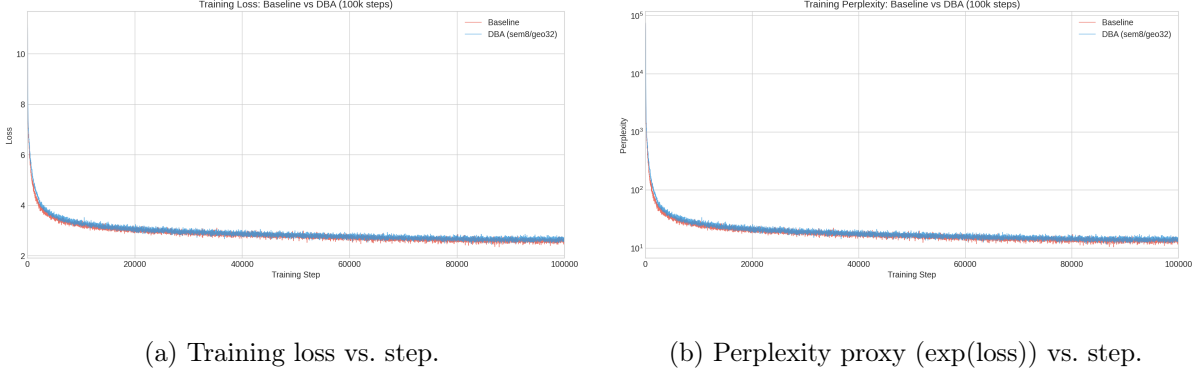 Training Loss: Baseline vs DBA (100k steps)
Baseline
DBA (sem8/geo32)
Loss
10
8
6
4
2
0
20000
40000
60000
80000
100000
Training Step
Training Perplexity: Baseline vs DBA (100k steps)
Baseline
DBA (sem8/geo32)
Perplexity
10^5
10^4
10^3
10^2
10^1
0
20000
40000
60000
80000
100000
Training Step
(a) Training loss vs. step.
(b) Perplexity proxy (exp(loss)) vs. step.